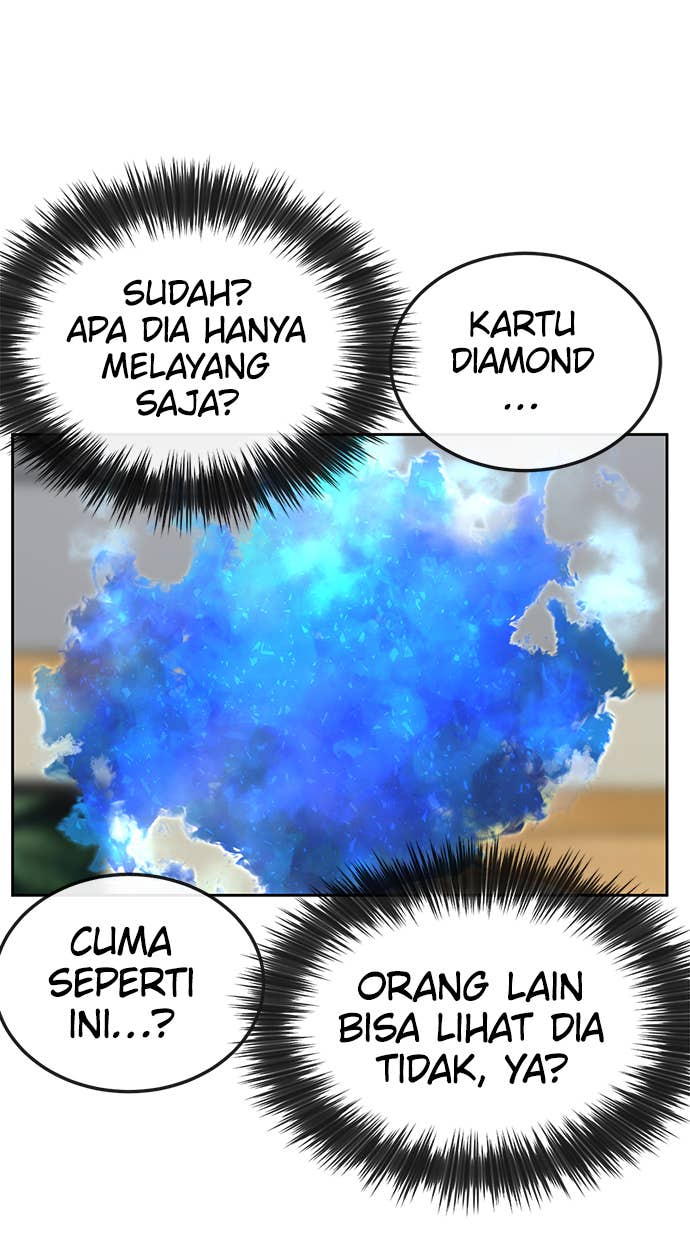 SUDAH?
APA DIA HANYA
MELAYANG
SAJA?
KARTU
DIAMOND
...
CUMA
SEPERTI
INI...?
ORANG LAIN
BISA LIHAT DIA
TIDAK, YA?